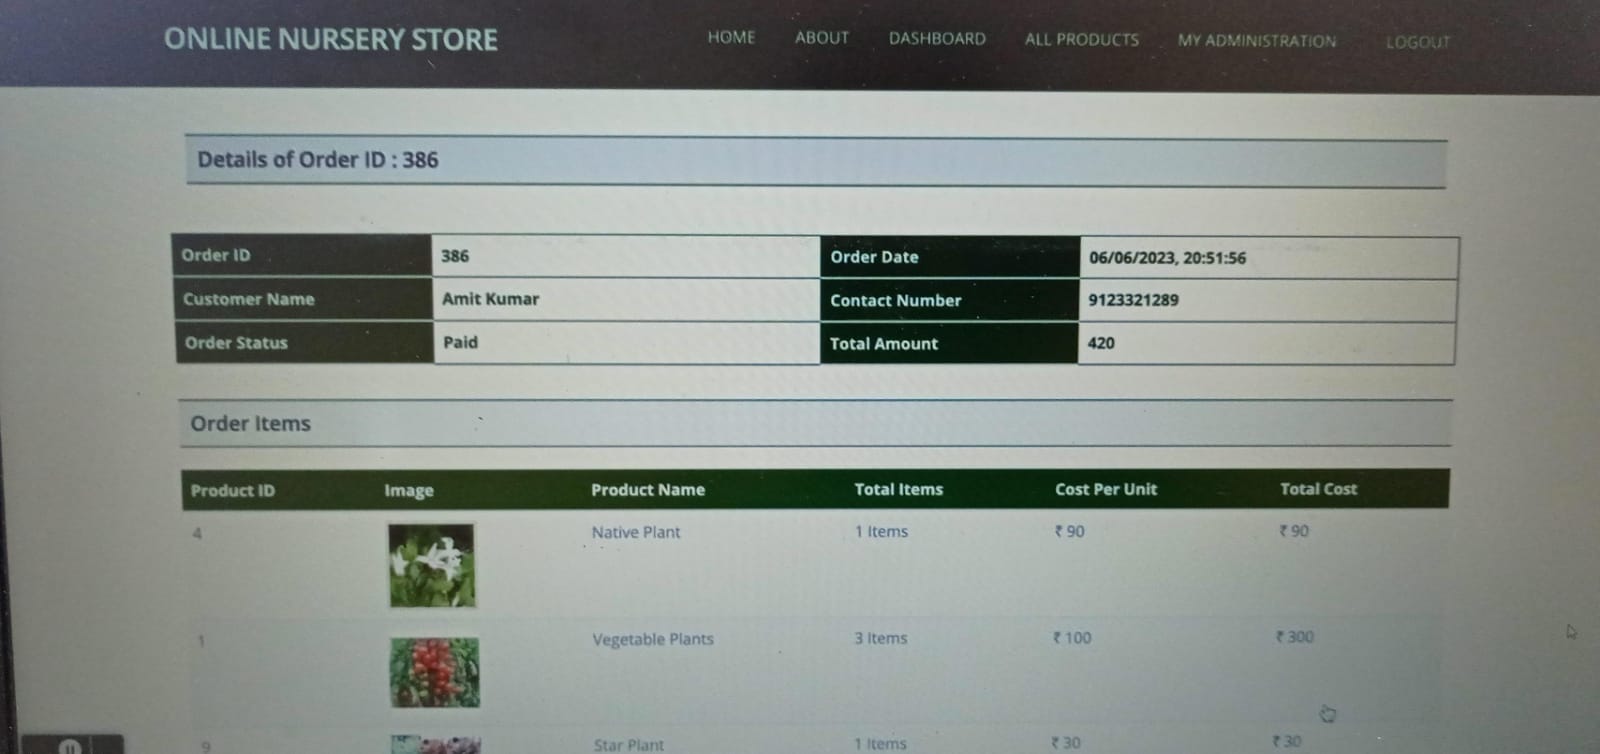 ONLINE NURSERY STORE HOME ABOUT DASHBOARD ALL PRODUCTS MY ADMINISTRATION LOGOUT
Details of Order ID : 386
Order ID 386 Order Date 06/06/2023, 20:51:56
Customer Name Amit Kumar Contact Number 9123321289
Order Status Paid Total Amount 420
Order Items
Product ID Image Product Name Total Items Cost Per Unit Total Cost
4 Native Plant 1 Items ₹ 90 ₹ 90
1 Vegetable Plants 3 Items ₹ 100 ₹ 300
9 Star Plant 1 Items ₹ 30 ₹ 30